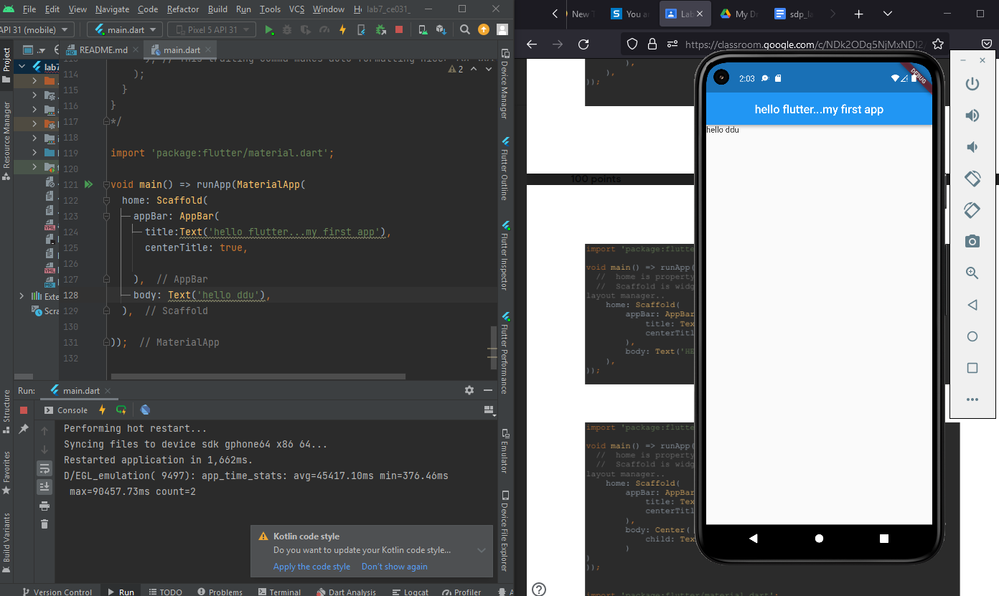 File Edit View Navigate Code Refactor Build Run Tools VCS Window lab7_ce031_
API 31 (mobile) main.dart Pixel 5 API 31
Project
Resource Manager
Structure
Favorites
Build Variants
README.md main.dart
lab7
Exte
Scra
2
114 );
115 }
116 }
117 */
118
119 import 'package:flutter/material.dart';
120
121 void main() => runApp(MaterialApp(
122 home: Scaffold(
123 appBar: AppBar(
124 title:Text('hello flutter...my first app'),
125 centerTitle: true,
126
127 ), // AppBar
128 body: Text('hello ddu'),
129 ), // Scaffold
130
131 )); // MaterialApp
132
Device Manager
Flutter Outline
Flutter Inspector
Flutter Performance
Emulator
Device File Explorer
Run: main.dart
Console
Performing hot restart...
Syncing files to device sdk gphone64 x86 64...
Restarted application in 1,662ms.
D/EGL_emulation( 9497): app_time_stats: avg=45417.10ms min=376.46ms
max=90457.73ms count=2
Kotlin code style
Do you want to update your Kotlin code style...
Apply the code style Don't show again
Version Control Run TODO Problems Terminal Dart Analysis Logcat Profiler
New T You a Lab My Dr sdp_la
https://classroom.google.com/c/NDk2ODg5NjMxNDI2/
),
));
100 points
import 'package:flutte
void main() => runApp(
// home is property
// Scaffold is widg
layout manager..
home: Scaffold(
appBar: AppBar
title: Tex
centerTitl
),
body: Text('HE
),
));
import 'package:flutte
void main() => runApp(
// home is property
// Scaffold is widg
layout manager..
home: Scaffold(
appBar: AppBar
title: Tex
centerTitl
),
body: Center(
child: Tex
)
)
));
import 'package:flutter/material.dart';
2:03
DEBUG
hello flutter...my first app
hello ddu